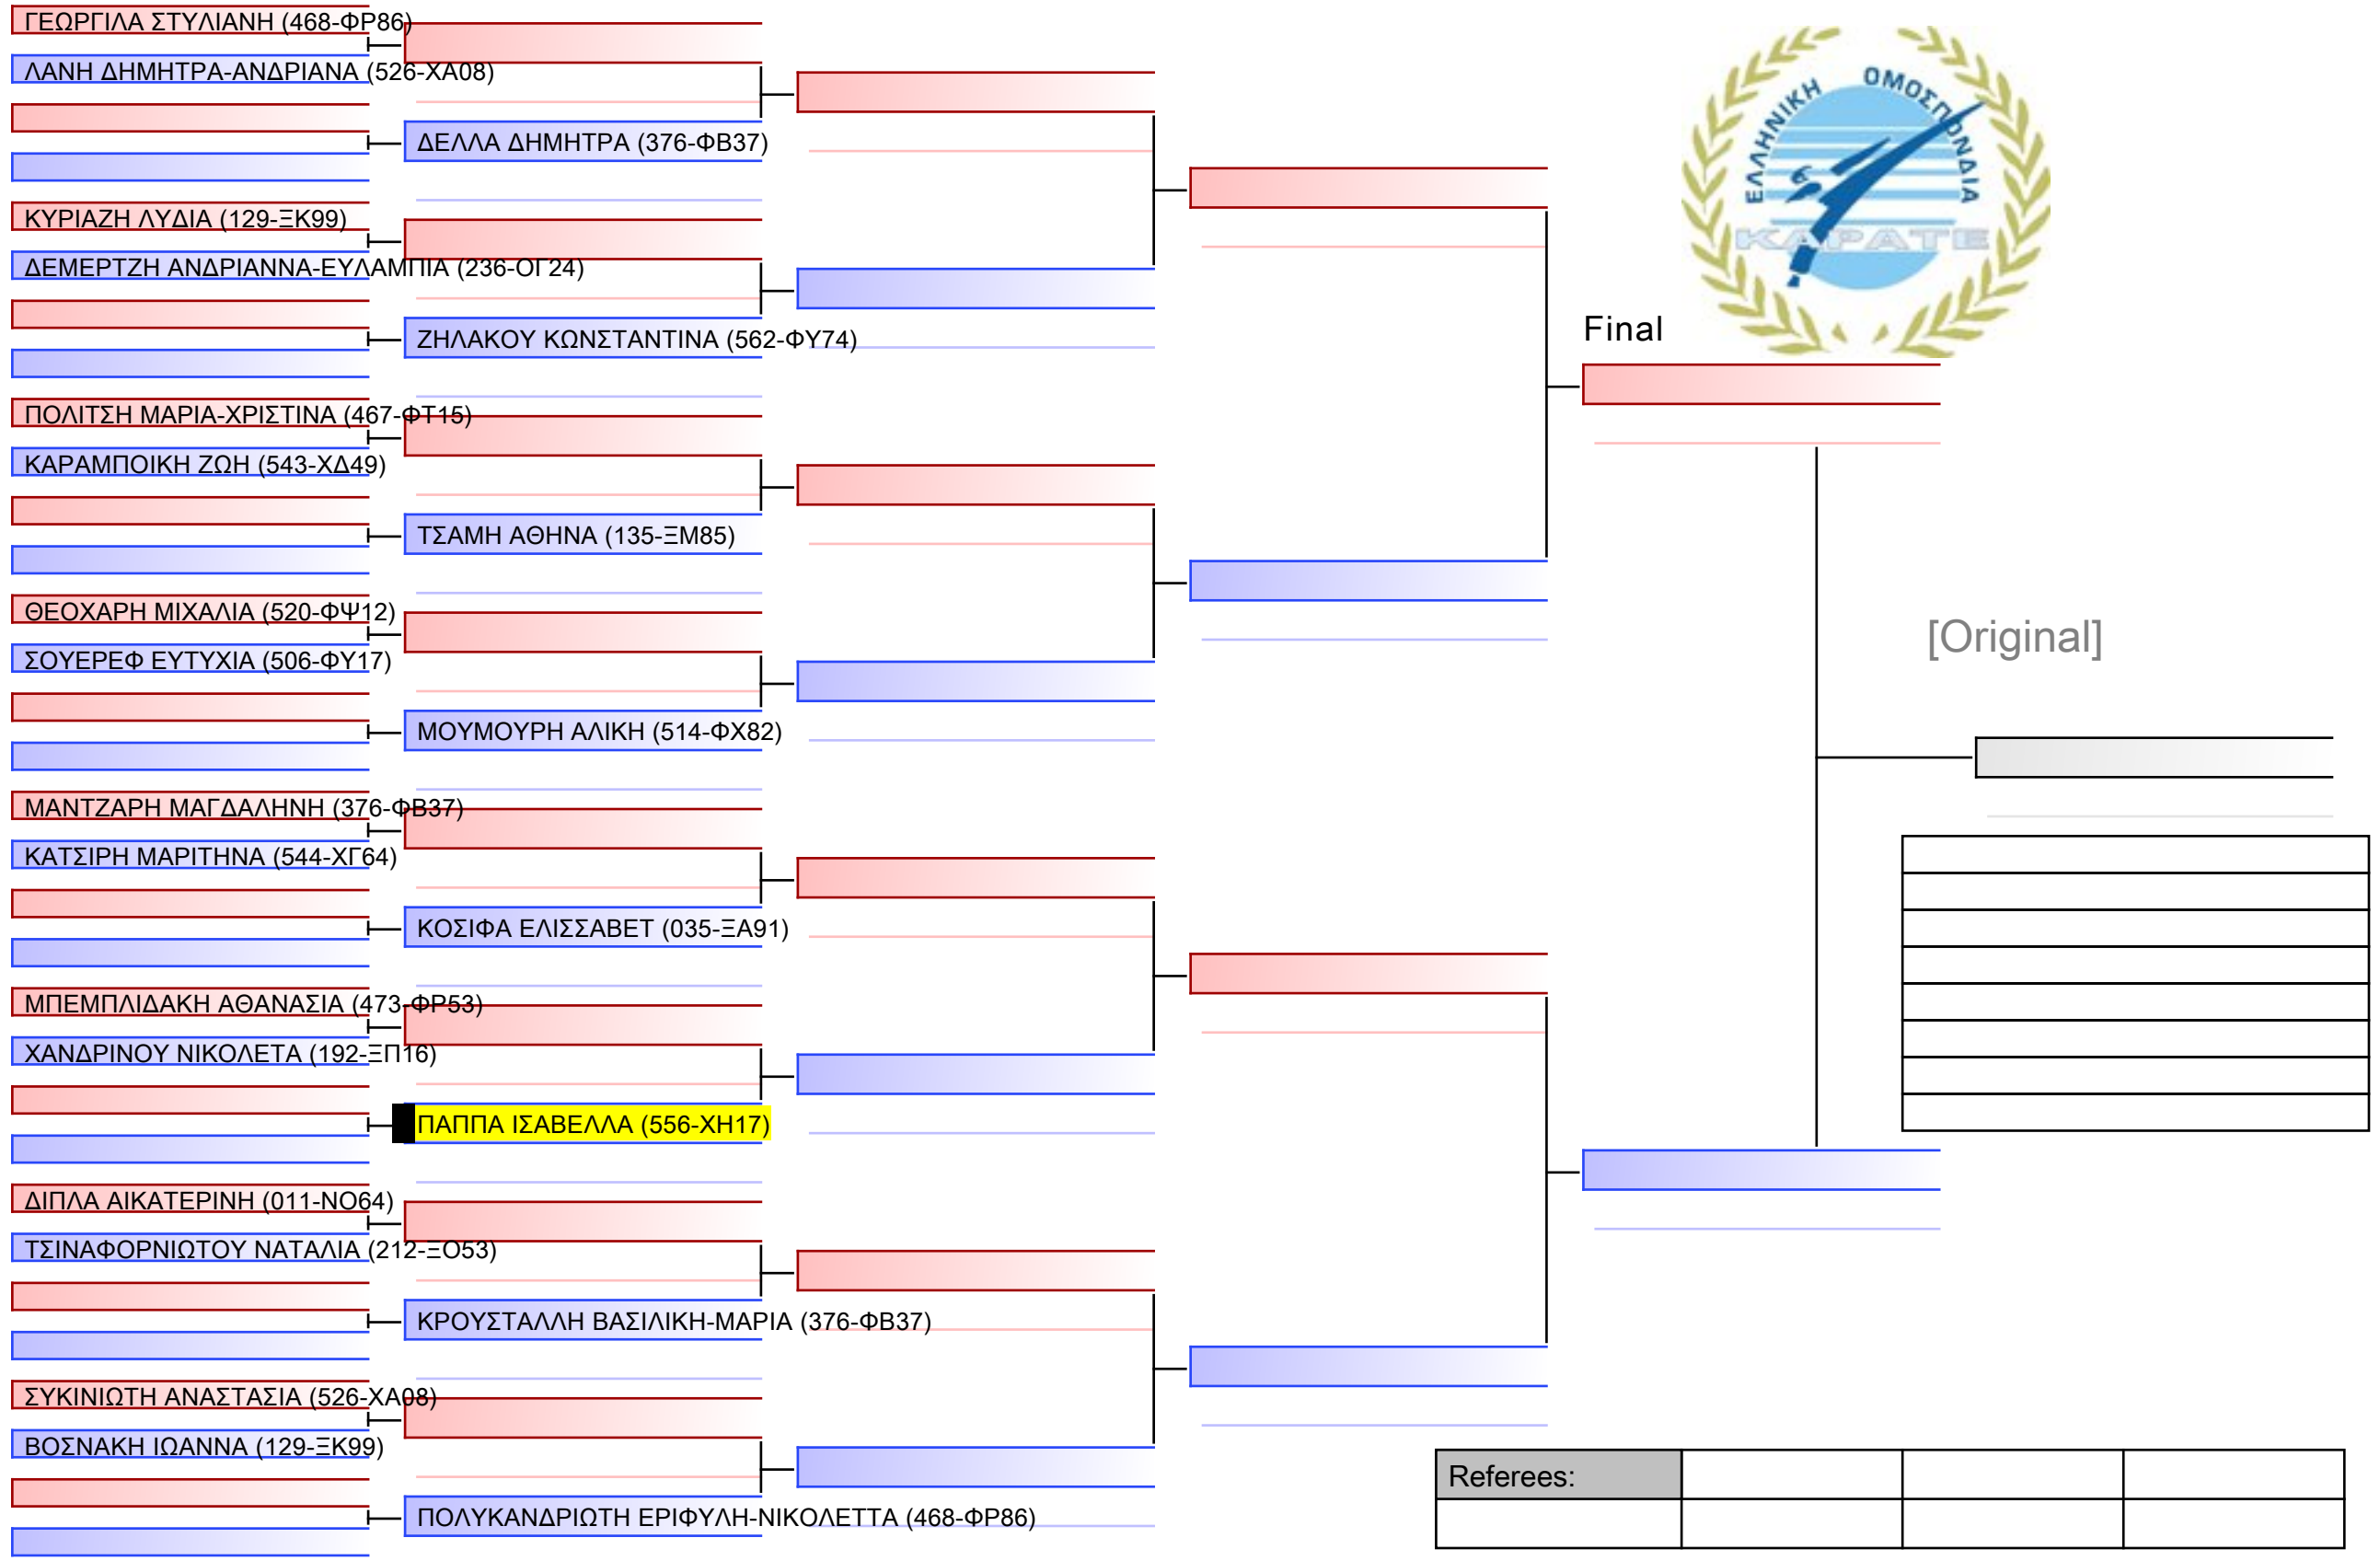 ΓΕΩΡΓΙΛΑ ΣΤΥΛΙΑΝΗ (468-ΦΡ86)
ΛΑΝΗ ΔΗΜΗΤΡΑ-ΑΝΔΡΙΑΝΑ (526-ΧΑ08)
ΔΕΛΛΑ ΔΗΜΗΤΡΑ (376-ΦΒ37)
ΚΥΡΙΑΖΗ ΛΥΔΙΑ (129-ΞΚ99)
ΔΕΜΕΡΤΖΗ ΑΝΔΡΙΑΝΝΑ-ΕΥΛΑΜΠΙΑ (236-ΟΓ24)
ΖΗΛΑΚΟΥ ΚΩΝΣΤΑΝΤΙΝΑ (562-ΦΥ74)
ΠΟΛΙΤΣΗ ΜΑΡΙΑ-ΧΡΙΣΤΙΝΑ (467-ΦΤ15)
ΚΑΡΑΜΠΟΙΚΗ ΖΩΗ (543-ΧΔ49)
ΤΣΑΜΗ ΑΘΗΝΑ (135-ΞΜ85)
ΘΕΟΧΑΡΗ ΜΙΧΑΛΙΑ (520-ΦΨ12)
ΣΟΥΕΡΕΦ ΕΥΤΥΧΙΑ (506-ΦΥ17)
ΜΟΥΜΟΥΡΗ ΑΛΙΚΗ (514-ΦΧ82)
ΜΑΝΤΖΑΡΗ ΜΑΓΔΑΛΗΝΗ (376-ΦΒ37)
ΚΑΤΣΙΡΗ ΜΑΡΙΤΗΝΑ (544-ΧΓ64)
ΚΟΣΙΦΑ ΕΛΙΣΣΑΒΕΤ (035-ΞΑ91)
ΜΠΕΜΠΛΙΔΑΚΗ ΑΘΑΝΑΣΙΑ (473-ΦΡ53)
ΧΑΝΔΡΙΝΟΥ ΝΙΚΟΛΕΤΑ (192-ΞΠ16)
ΠΑΠΠΑ ΙΣΑΒΕΛΛΑ (556-ΧΗ17)
ΔΙΠΛΑ ΑΙΚΑΤΕΡΙΝΗ (011-ΝΟ64)
ΤΣΙΝΑΦΟΡΝΙΩΤΟΥ ΝΑΤΑΛΙΑ (212-ΞΟ53)
ΚΡΟΥΣΤΑΛΛΗ ΒΑΣΙΛΙΚΗ-ΜΑΡΙΑ (376-ΦΒ37)
ΣΥΚΙΝΙΩΤΗ ΑΝΑΣΤΑΣΙΑ (526-ΧΑ08)
ΒΟΣΝΑΚΗ ΙΩΑΝΝΑ (129-ΞΚ99)
ΠΟΛΥΚΑΝΔΡΙΩΤΗ ΕΡΙΦΥΛΗ-ΝΙΚΟΛΕΤΤΑ (468-ΦΡ86)
ΕΛΛΗΝΙΚΗ ΟΜΟΣΠΟΝΔΙΑ
ΚΑΡΑΤΕ
Final
[Original]
Referees: